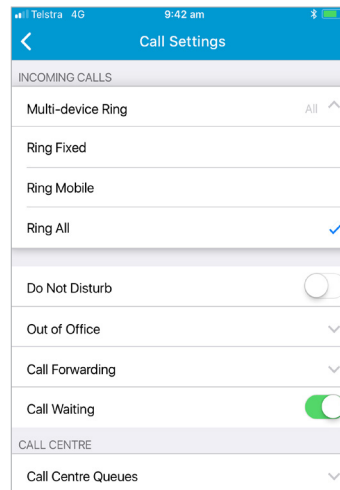 Telstra 4G 9:42 am
Call Settings
INCOMING CALLS
Multi-device Ring All
Ring Fixed
Ring Mobile
Ring All
Do Not Disturb
Out of Office
Call Forwarding
Call Waiting
CALL CENTRE
Call Centre Queues